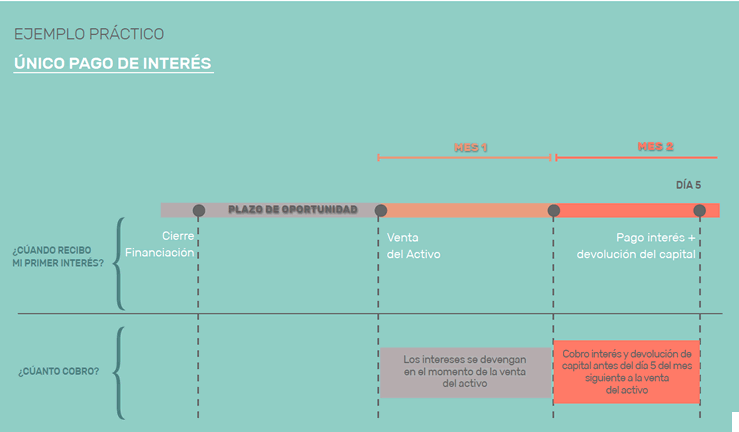 EJEMPLO PRÁCTICO
ÚNICO PAGO DE INTERÉS
MES 1
MES 2
DÍA 5
PLAZO DE OPORTUNIDAD
¿CÚANDO RECIBO
MI PRIMER INTERÉS?
Cierre
Financiación
Venta
del Activo
Pago interés +
devolución del capital
¿CÚANTO COBRO?
Los intereses se devengan
en el momento de la venta
del activo
Cobro interés y devolución de
capital antes del día 5 del mes
siguiente a la venta
del activo